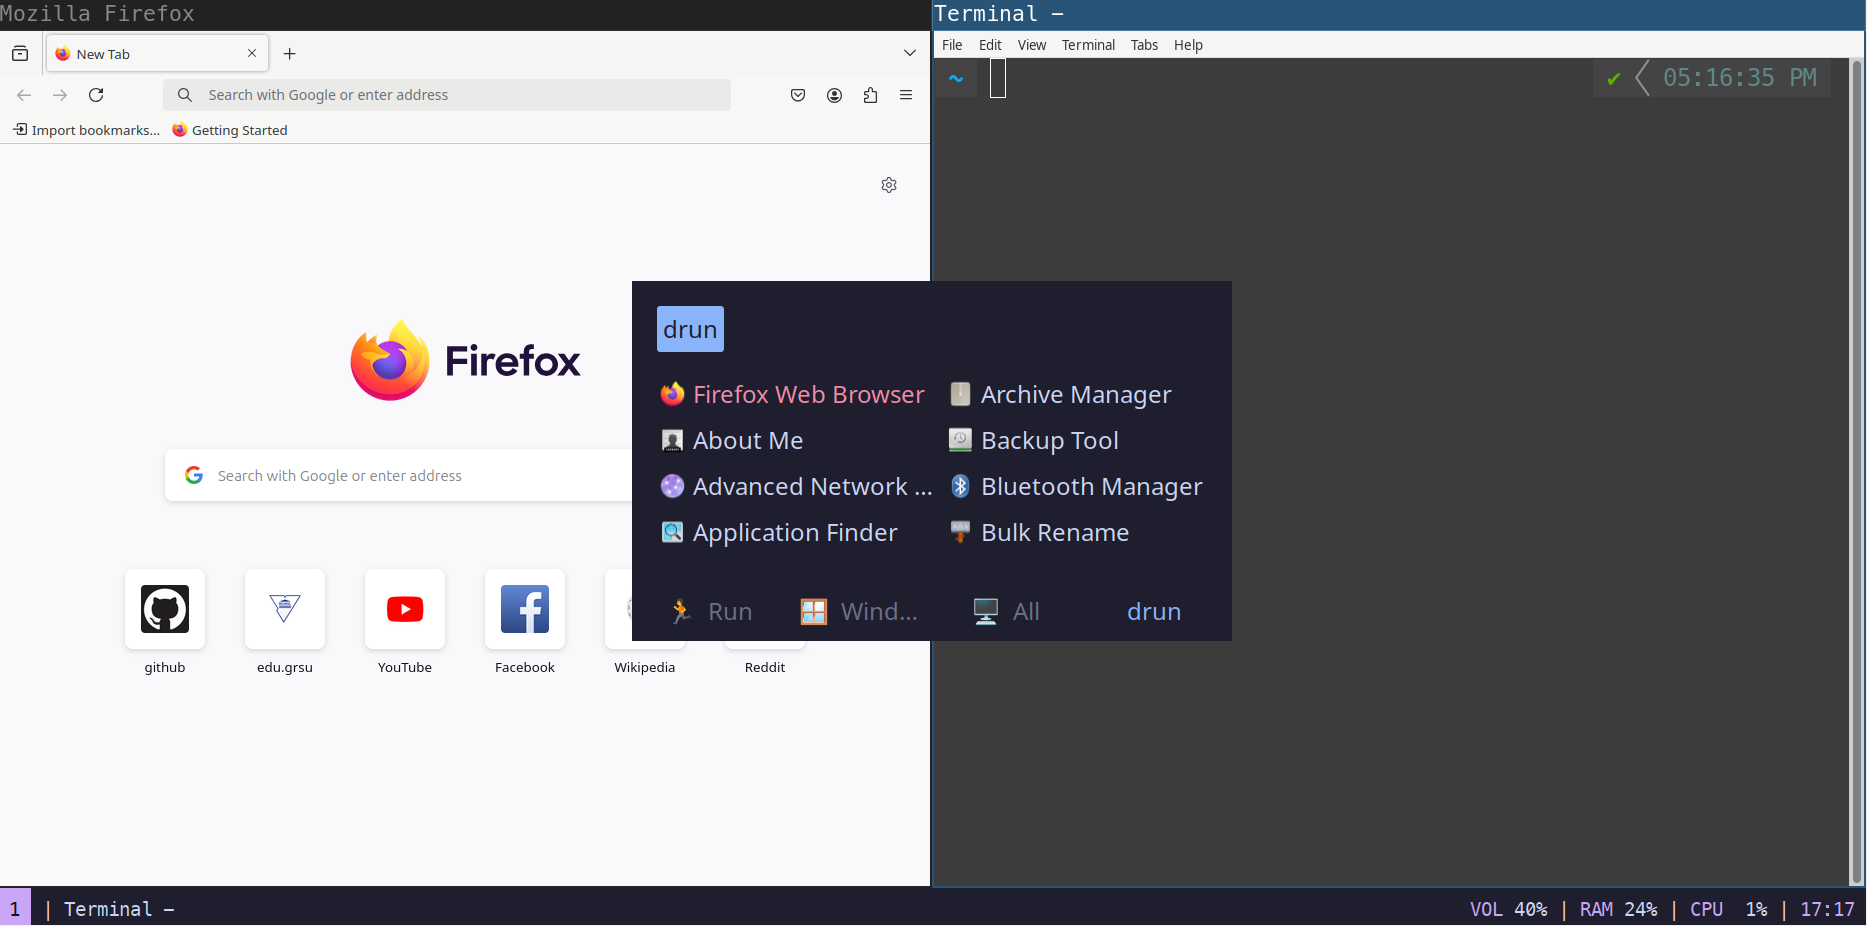 Mozilla Firefox
New Tab
Search with Google or enter address
Import bookmarks... Getting Started
Firefox
Search with Google or enter address
github edu.grsu YouTube Facebook Wikipedia Reddit
Terminal –
File Edit View Terminal Tabs Help
~ ✔ 05:16:35 PM
drun
Firefox Web Browser Archive Manager
About Me Backup Tool
Advanced Network ... Bluetooth Manager
Application Finder Bulk Rename
Run Wind... All drun
1 | Terminal – VOL 40% | RAM 24% | CPU 1% | 17:17